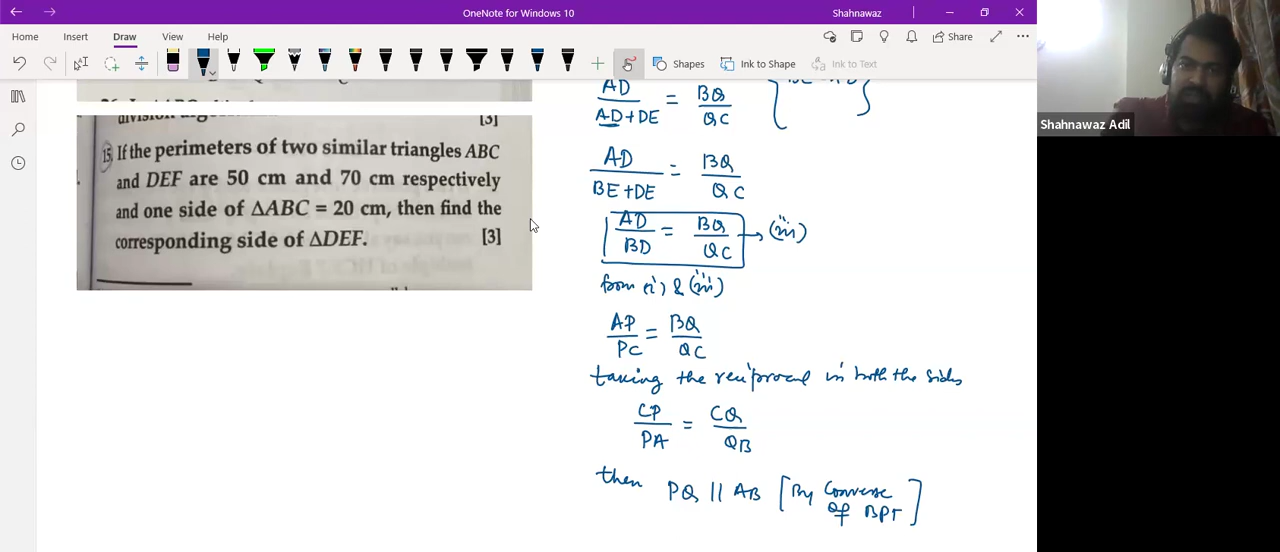 OneNote for Windows 10
Shahnawaz
Home Insert Draw View Help
Share
Shapes
Ink to Shape
Ink to Text
[3]
15. If the perimeters of two similar triangles ABC
and DEF are 50 cm and 70 cm respectively
and one side of ΔABC = 20 cm, then find the
corresponding side of ΔDEF. [3]
AD/AD+DE = BQ/QC
AD/BE+DE = BQ/QC
AD/BD = BQ/QC → (iii)
from (i) & (iii)
AP/PC = BQ/QC
taking the reciprocal in both the sides
CP/PA = CQ/QB
then PQ || AB [By Converse
of BPT]
Shahnawaz Adil